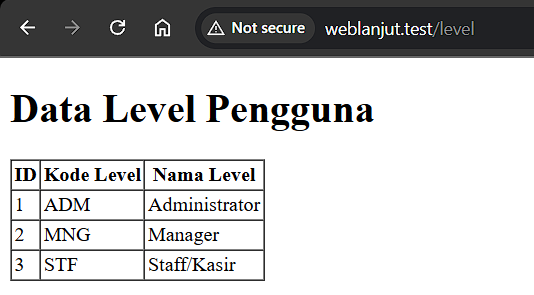 Not secure weblanjut.test/level
Data Level Pengguna
ID Kode Level Nama Level
1 ADM Administrator
2 MNG Manager
3 STF Staff/Kasir